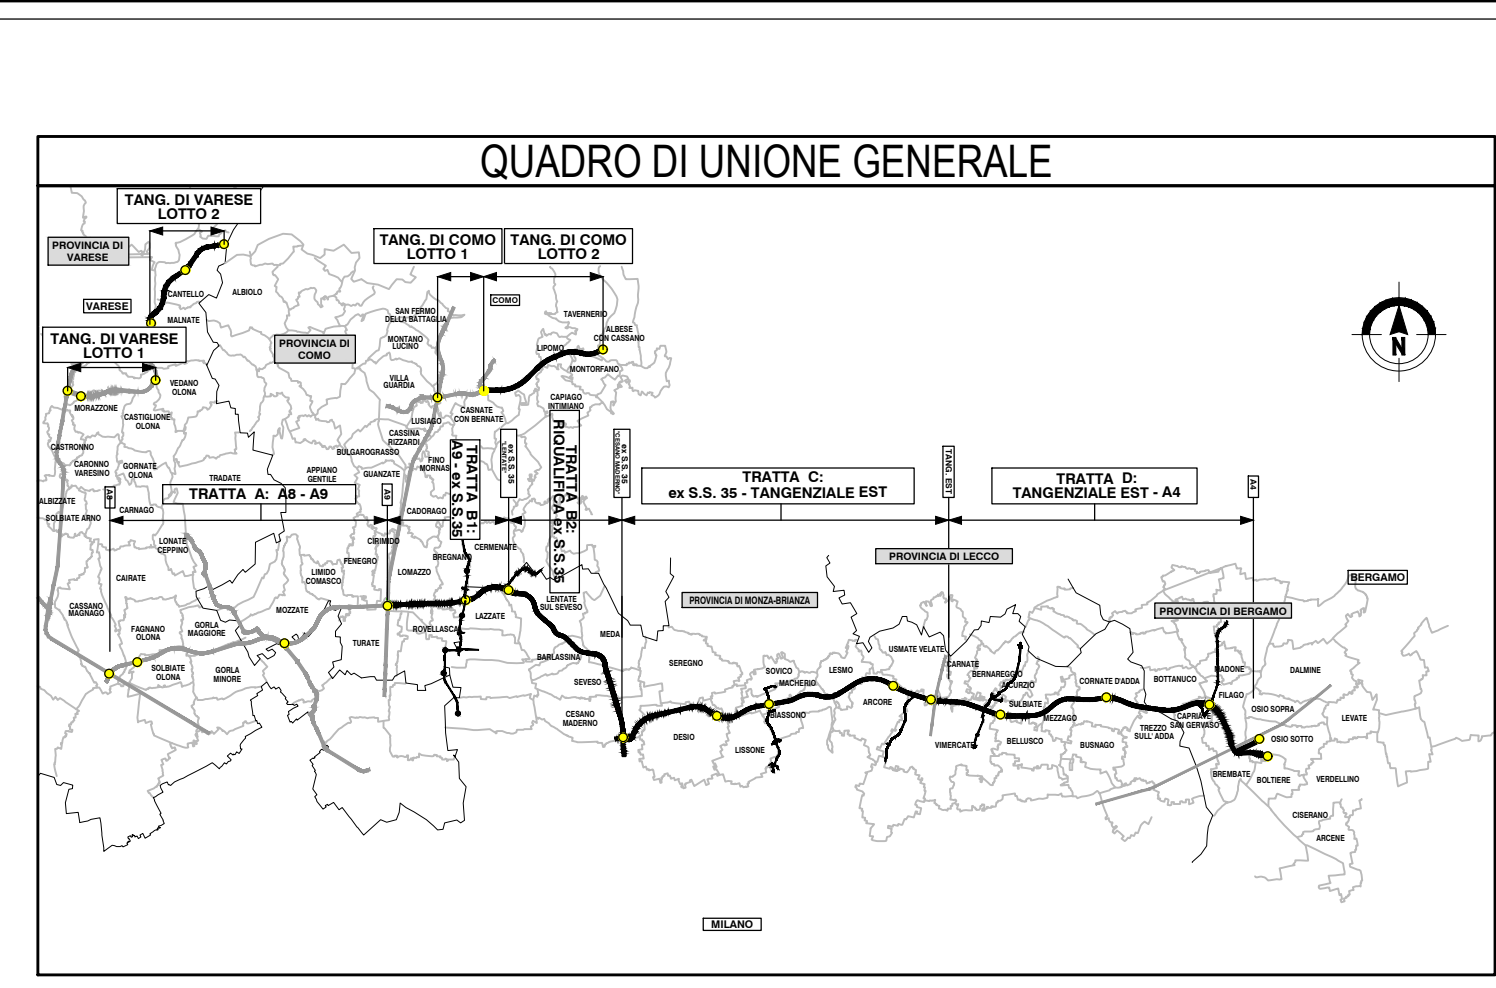 QUADRO DI UNIONE GENERALE
TANG. DI VARESE
LOTTO 2
PROVINCIA DI
VARESE
CANTELLO
ALBIOLO
VARESE
MALNATE
TANG. DI VARESE
LOTTO 1
VEDANO
OLONA
MORAZZONE
CASTIGLIONE
OLONA
PROVINCIA DI
COMO
TANG. DI COMO
LOTTO 1
TANG. DI COMO
LOTTO 2
COMO
SAN FERMO
DELLA BATTAGLIA
TAVERNERIO
ALBESE
CON CASSANO
MONTANO
LUCINO
LIPOMO
MONTORFANO
VILLA
GUARDIA
CAPIAGO
INTIMIANO
CASNATE
CON BERNATE
LUSIAGO
CASSINA
RIZZARDI
BULGAROGRASSO
FINO
MORNAS
GUANZATE
APPIANO
GENTILE
TRADATE
CASTRONNO
CARONNO
VARESINO
GORNATE
OLONA
ALBIZZATE
SOLBIATE ARNO
CARNAGO
A8
TRATTA A: A8 - A9
A9
TRATTA B1:
A9 - ex S.S.35
ex S.S. 35
"LENTATE"
TRATTA B2:
RIQUALIFICA ex S.S.35
ex S.S. 35
"CESANO MADERNO"
TRATTA C:
ex S.S. 35 - TANGENZIALE EST
TANG. EST
TRATTA D:
TANGENZIALE EST - A4
A4
CADORAGO
CIRIMIDO
FENEGRO
LOMAZZO
BREGNANO
CERMENATE
LONATE
CEPPINO
LIMIDO
COMASCO
CAIRATE
CASSANO
MAGNAGO
MOZZATE
FAGNANO
OLONA
GORLA
MAGGIORE
SOLBIATE
OLONA
GORLA
MINORE
TURATE
ROVELLASCA
LAZZATE
LENTATE
SUL SEVESO
MEDA
BARLASSINA
SEVESO
CESANO
MADERNO
PROVINCIA DI MONZA-BRIANZA
PROVINCIA DI LECCO
PROVINCIA DI BERGAMO
BERGAMO
SEREGNO
DESIO
LISSONE
SOVICO
MACHERIO
BIASSONO
LESMO
ARCORE
USMATE VELATE
CARNATE
BERNAREGGIO
AICURZIO
SULBIATE
VIMERCATE
MEZZAGO
BELLUSCO
CORNATE D'ADDA
BUSNAGO
TREZZO
SULL' ADDA
BOTTANUCO
MADONE
FILAGO
CAPRIATE
SAN GERVASO
DALMINE
OSIO SOPRA
OSIO SOTTO
LEVATE
BREMBATE
BOLTIERE
VERDELLINO
CISERANO
ARCENE
MILANO
N